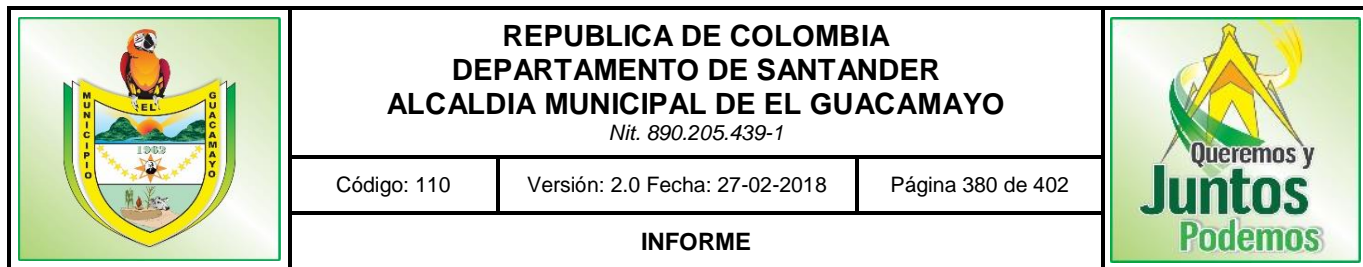 MUNICIPIO
EL
GUACAMAYO
1963
REPUBLICA DE COLOMBIA
DEPARTAMENTO DE SANTANDER
ALCALDIA MUNICIPAL DE EL GUACAMAYO
Nit. 890.205.439-1
Código: 110
Versión: 2.0 Fecha: 27-02-2018
Página 380 de 402
INFORME
Queremos y
Juntos
Podemos